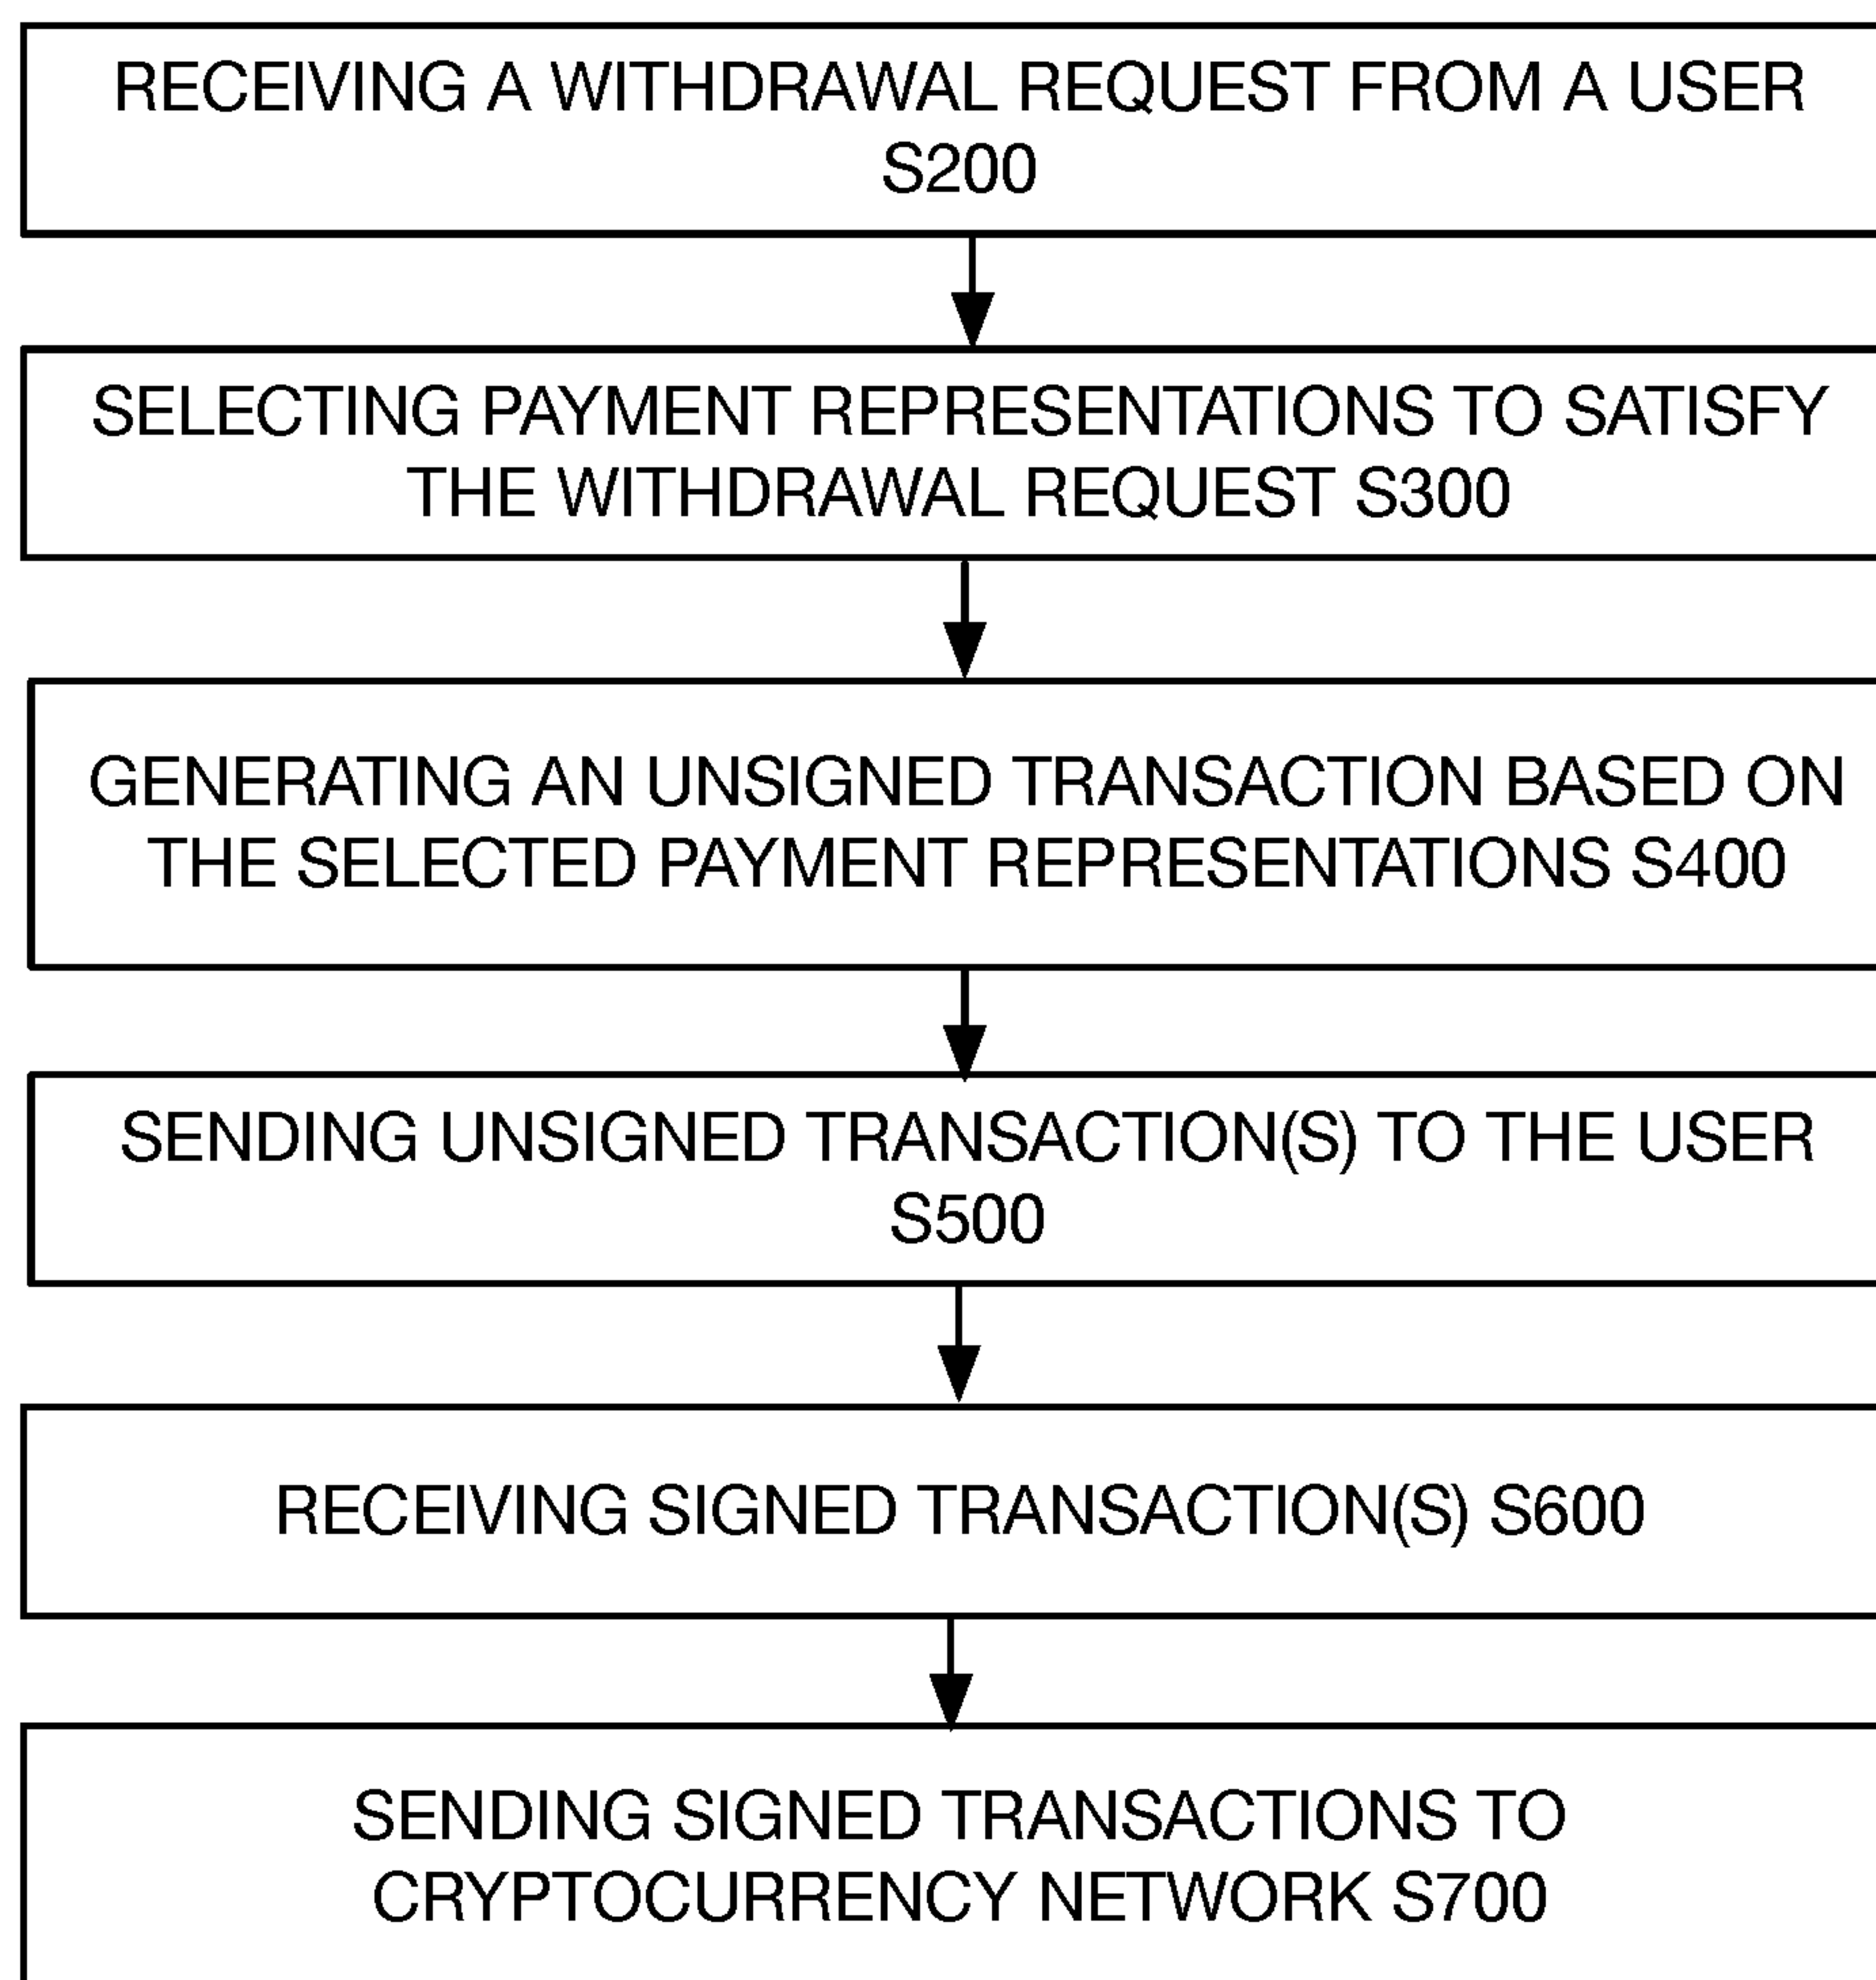 RECEIVING A WITHDRAWAL REQUEST FROM A USER
S200
SELECTING PAYMENT REPRESENTATIONS TO SATISFY
THE WITHDRAWAL REQUEST S300
GENERATING AN UNSIGNED TRANSACTION BASED ON
THE SELECTED PAYMENT REPRESENTATIONS S400
SENDING UNSIGNED TRANSACTION(S) TO THE USER
S500
RECEIVING SIGNED TRANSACTION(S) S600
SENDING SIGNED TRANSACTIONS TO
CRYPTOCURRENCY NETWORK S700